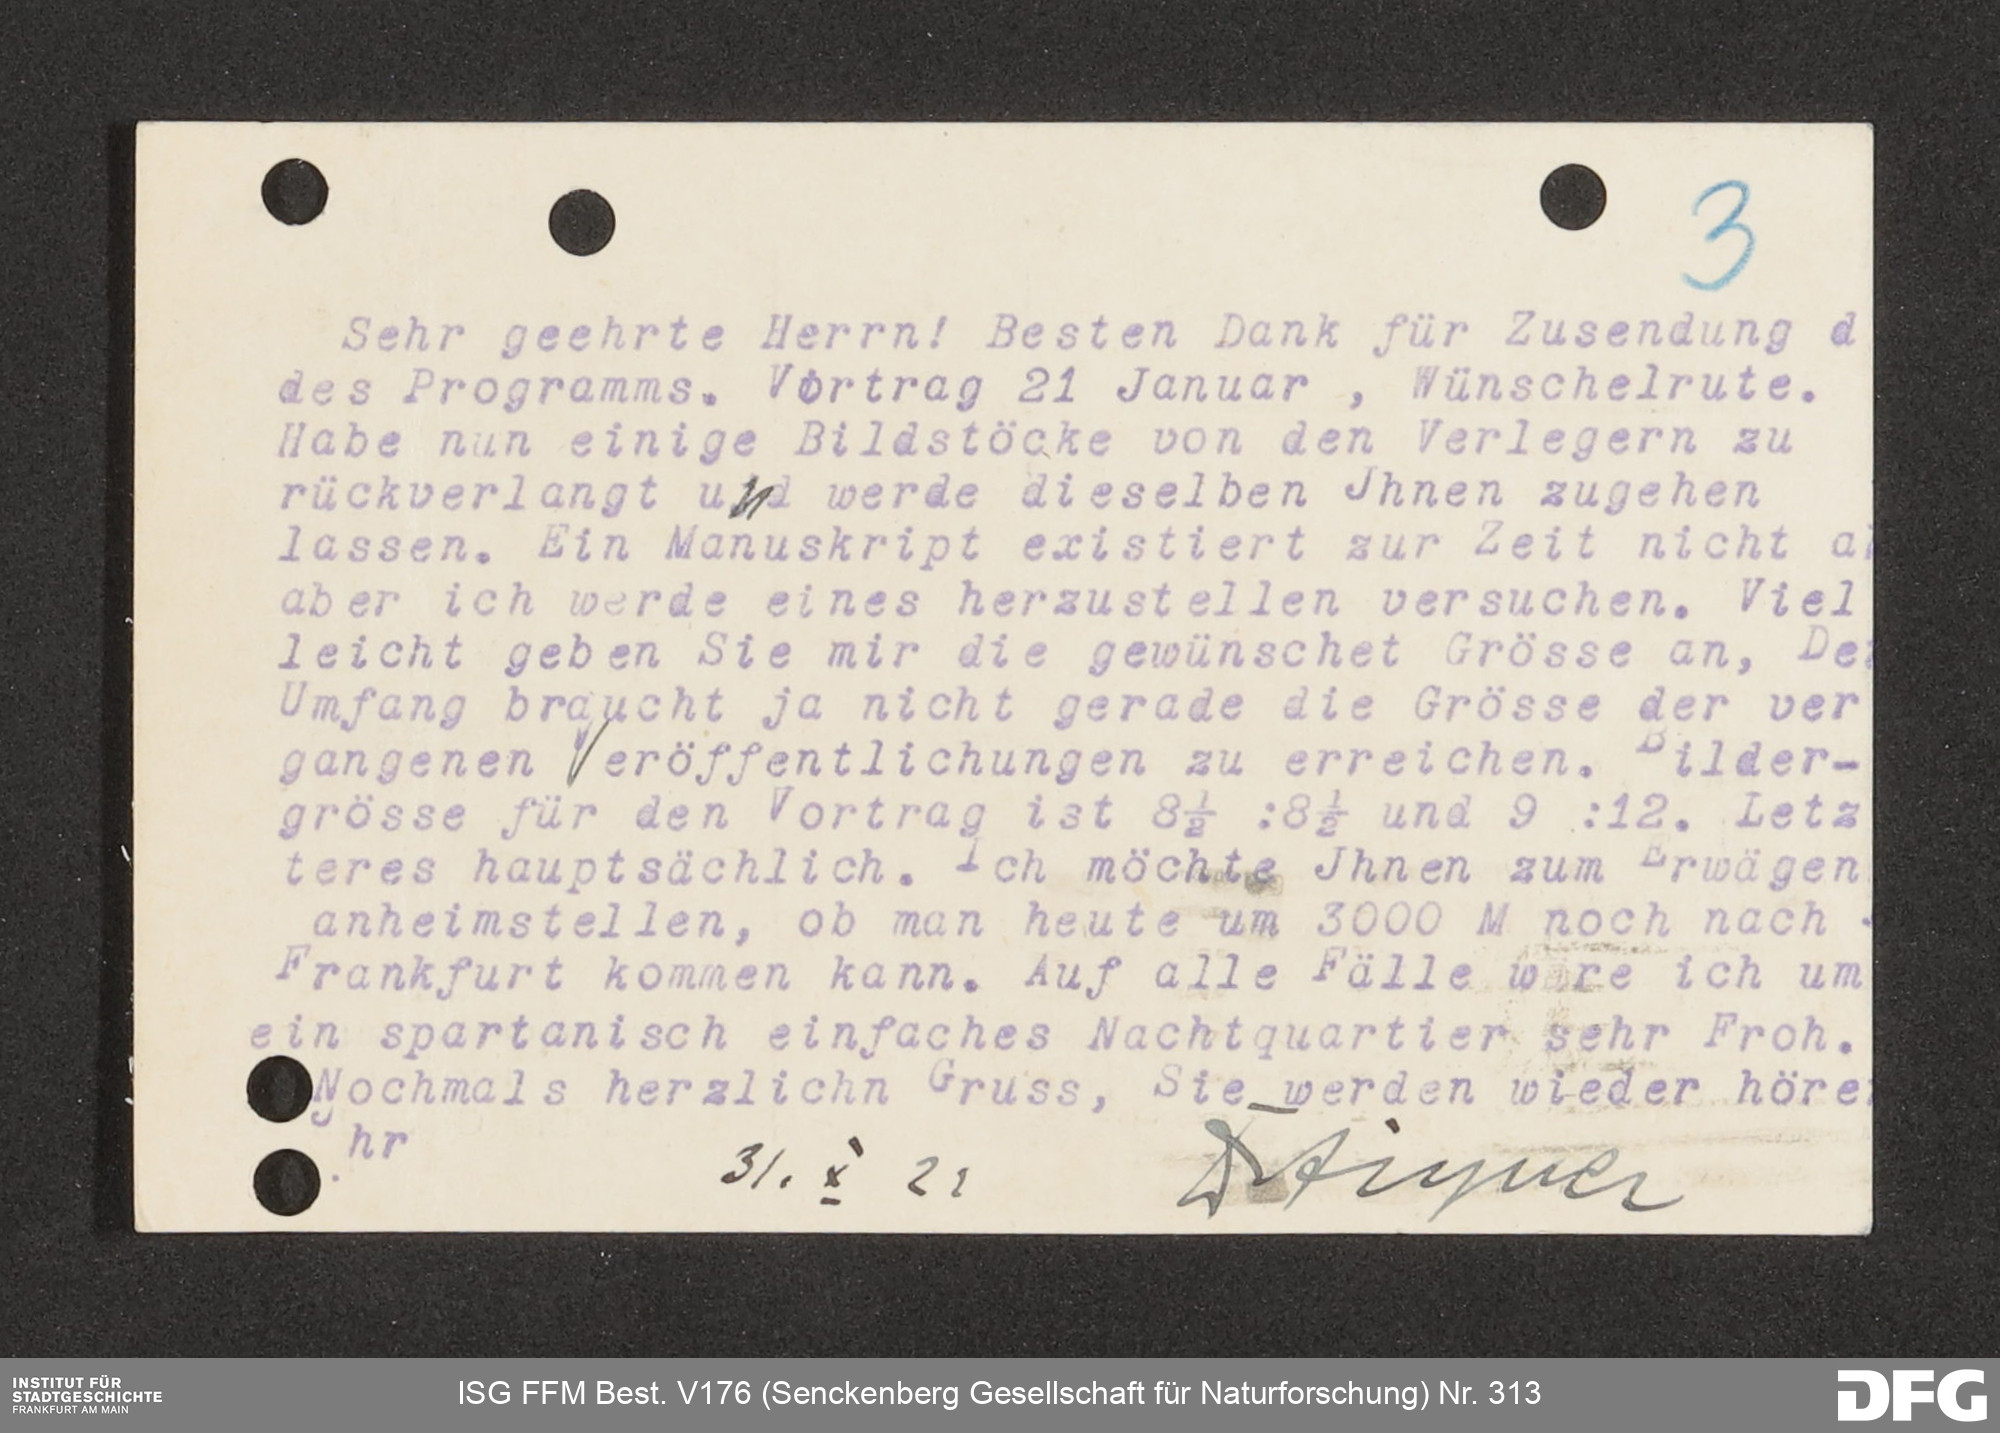 3
Sehr geehrte Herrn! Besten Dank für Zusendung d
des Programms. Vortrag 21 Januar , Wünschelrute.
Habe nun einige Bildstöcke von den Verlegern zu
rückverlangt und werde dieselben Jhnen zugehen
lassen. Ein Manuskript existiert zur Zeit nicht a
aber ich werde eines herzustellen versuchen. Viel
leicht geben Sie mir die gewünschet Grösse an, De
Umfang braucht ja nicht gerade die Grösse der ver
gangenen Veröffentlichungen zu erreichen. Bilder-
grösse für den Vortrag ist 8½ :8½ und 9 :12. Letz
teres hauptsächlich. Ich möchte Jhnen zum Erwägen
anheimstellen, ob man heute um 3000 M noch nach
Frankfurt kommen kann. Auf alle Fälle wäre ich um
ein spartanisch einfaches Nachtquartier sehr Froh.
Nochmals herzlichn Gruss, Sie werden wieder höre
hr
31. X 22 Dr Aigner
INSTITUT FÜR
STADTGESCHICHTE
FRANKFURT AM MAIN
ISG FFM Best. V176 (Senckenberg Gesellschaft für Naturforschung) Nr. 313
DFG